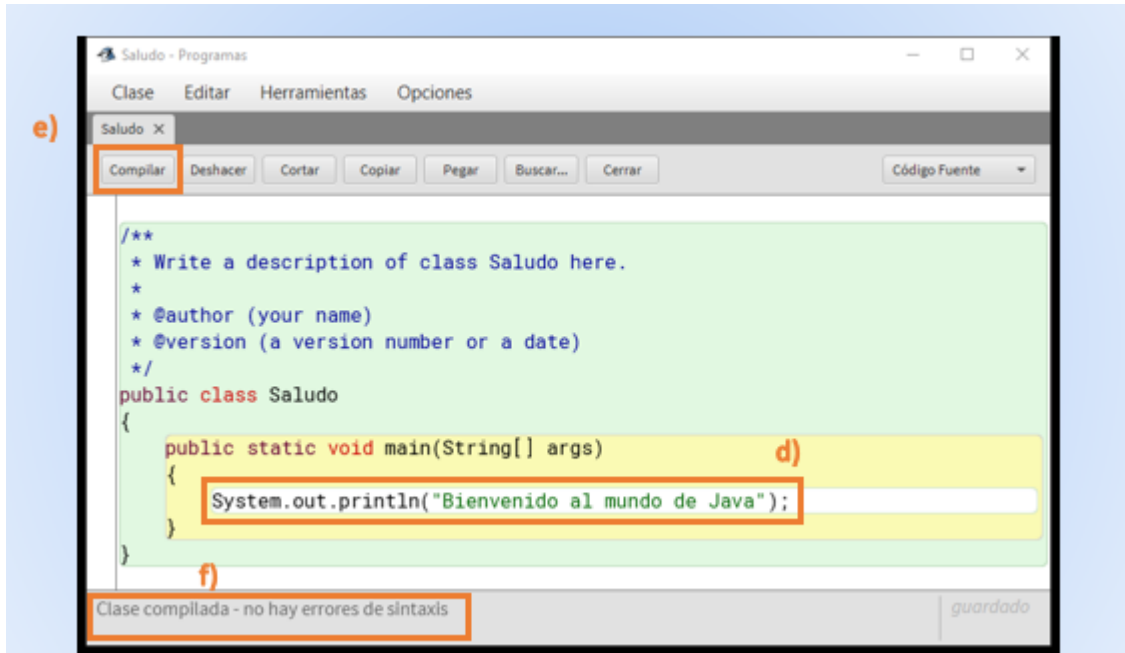 Saludo - Programas
Clase Editar Herramientas Opciones
e)
Saludo X
Compilar Deshacer Cortar Copiar Pegar Buscar... Cerrar Código Fuente
/**
* Write a description of class Saludo here.
*
* @author (your name)
* @version (a version number or a date)
*/
public class Saludo
{
public static void main(String[] args)
d)
{
System.out.println("Bienvenido al mundo de Java");
}
}
f)
Clase compilada - no hay errores de sintaxis guardado